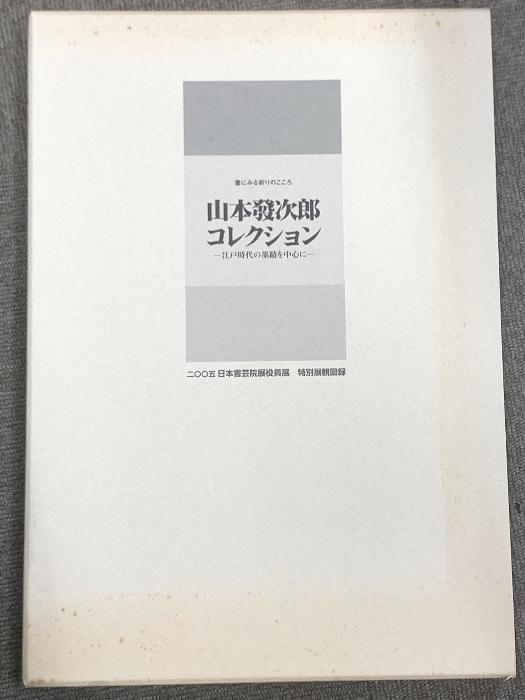 書にみる祈りのこころ
山本發次郎
コレクション
―江戸時代の墨蹟を中心に―
二〇〇五 日本書芸院展役員展　特別展観図録